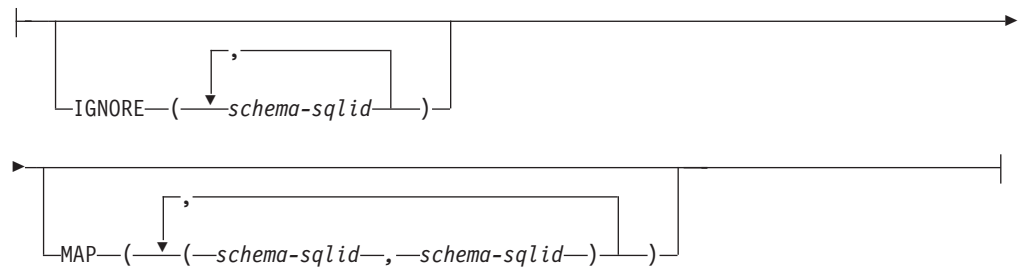 ,
IGNORE ( schema-sqlid )
,
MAP ( ( schema-sqlid , schema-sqlid ) )